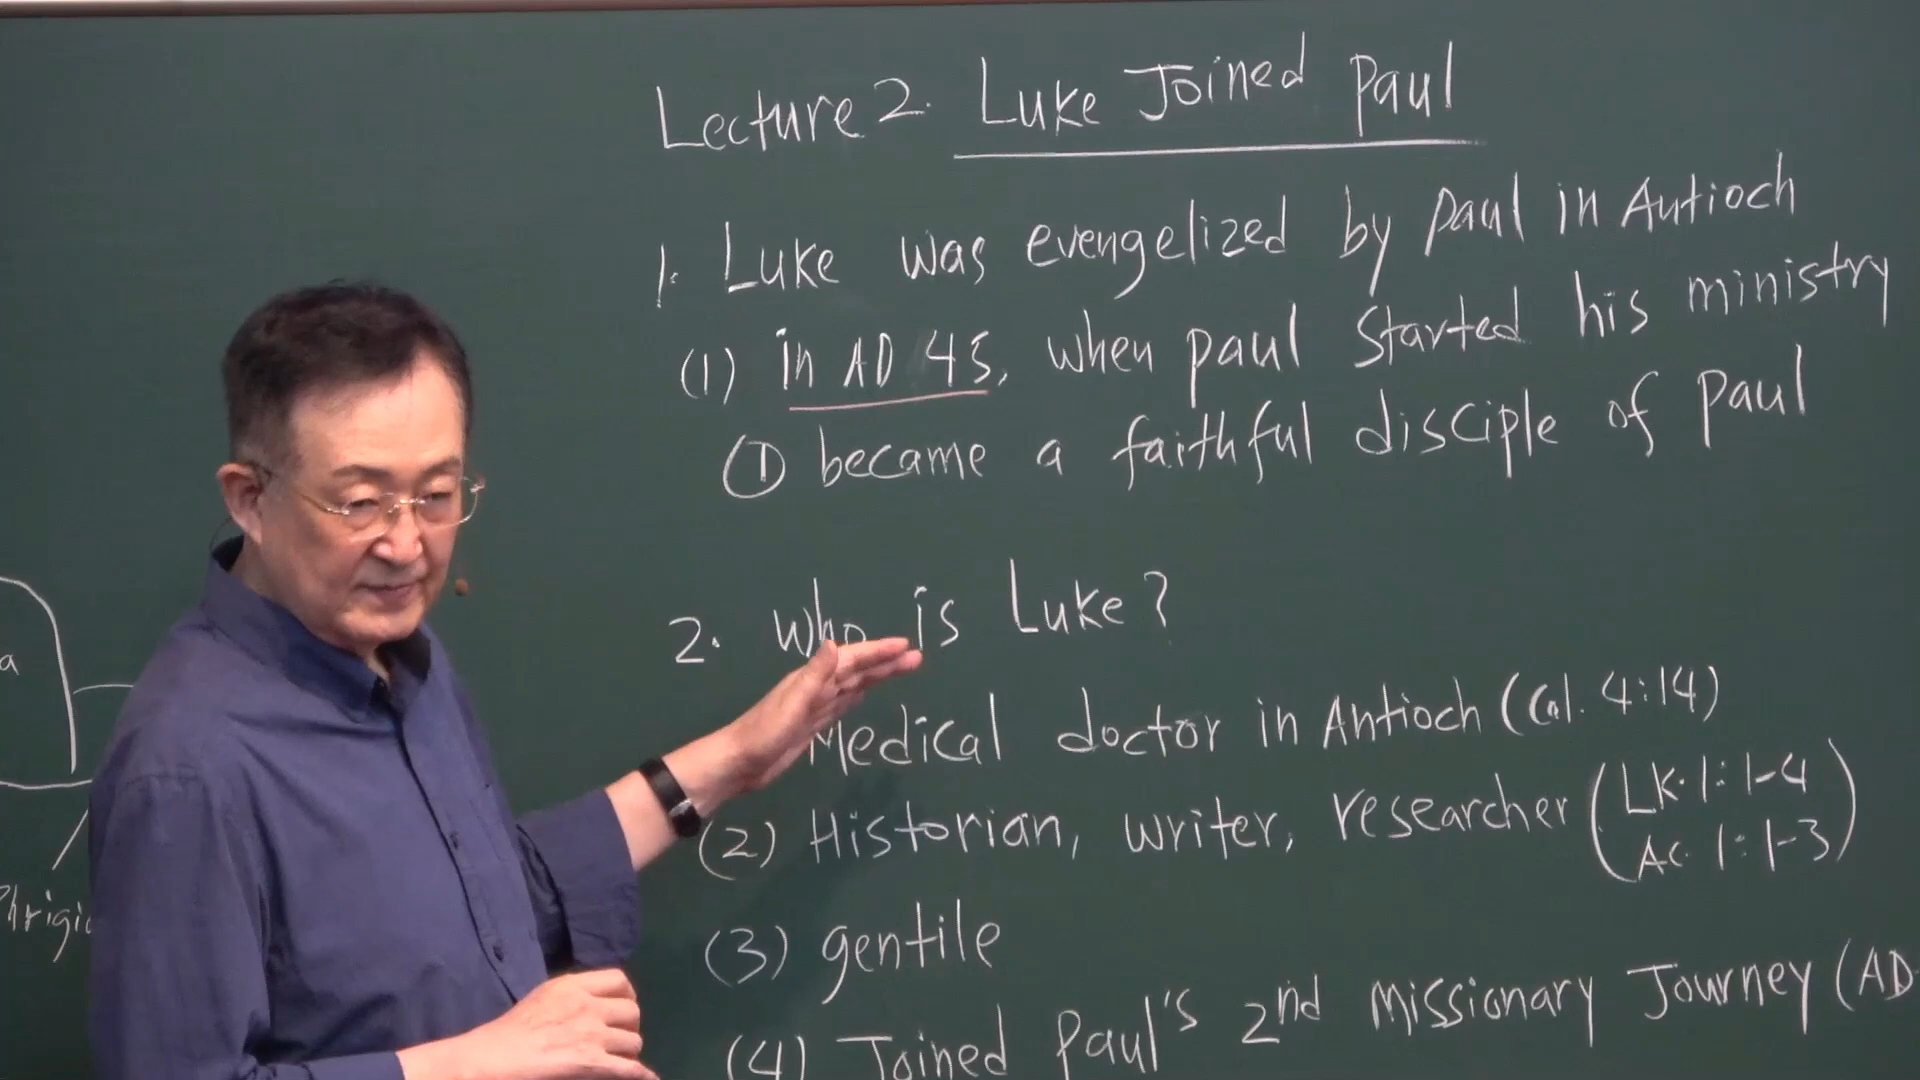 Lecture 2. Luke Joined Paul
1. Luke was evengelized by Paul in Antioch
(1) in AD 45, when Paul started his ministry
① became a faithful disciple of Paul
2. Who is Luke?
Medical doctor in Antioch (Col. 4:14)
(2) Historian, writer, researcher (LK. 1:1-4
AC. 1:1-3)
(3) gentile
(4) Joined Paul's 2nd Missionary Journey (AD
a
Phrigia